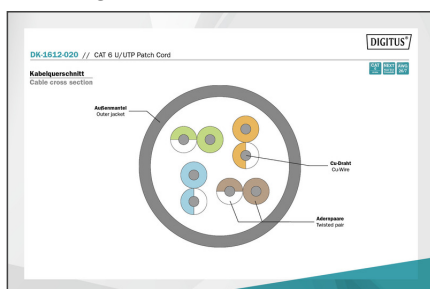 DIGITUS®
DK-1612-020 // CAT 6 U/UTP Patch Cord
Kabelquerschnitt
Cable cross section
Außenmantel
Outer jacket
Cu-Draht
Cu-Wire
Adernpaare
Twisted pair